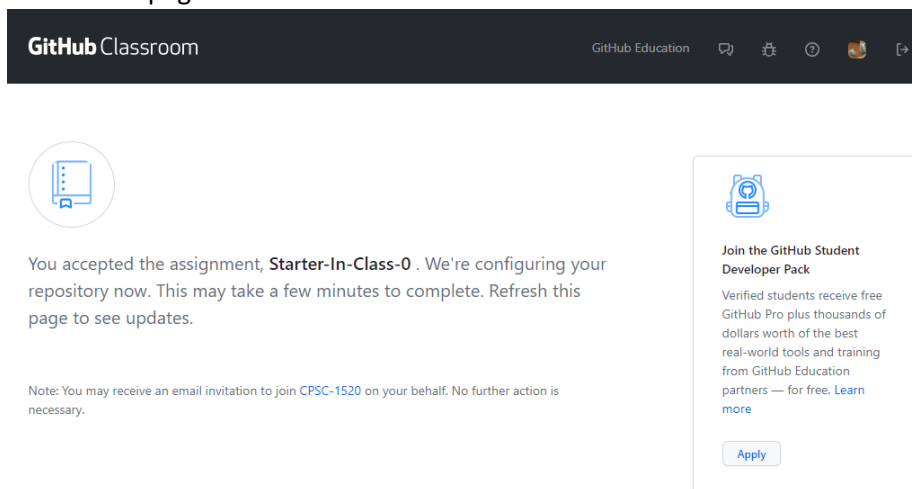 GitHub Classroom
GitHub Education
You accepted the assignment, Starter-In-Class-0 . We're configuring your
repository now. This may take a few minutes to complete. Refresh this
page to see updates.
Note: You may receive an email invitation to join CPSC-1520 on your behalf. No further action is
necessary.
Join the GitHub Student
Developer Pack
Verified students receive free
GitHub Pro plus thousands of
dollars worth of the best
real-world tools and training
from GitHub Education
partners — for free. Learn
more
Apply